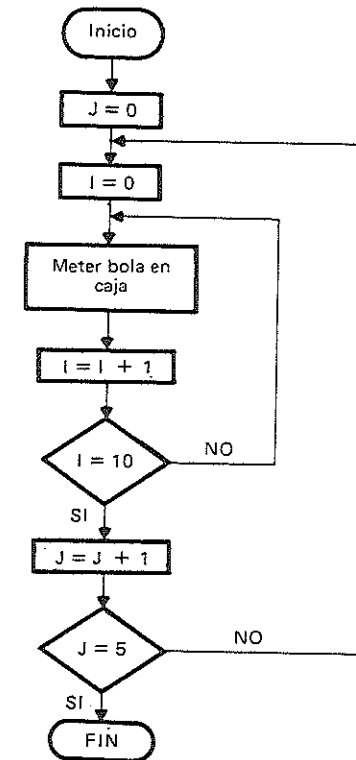 Inicio
J = 0
I = 0
Meter bola en
caja
I = I + 1
I = 10
NO
SI
J = J + 1
J = 5
NO
SI
FIN